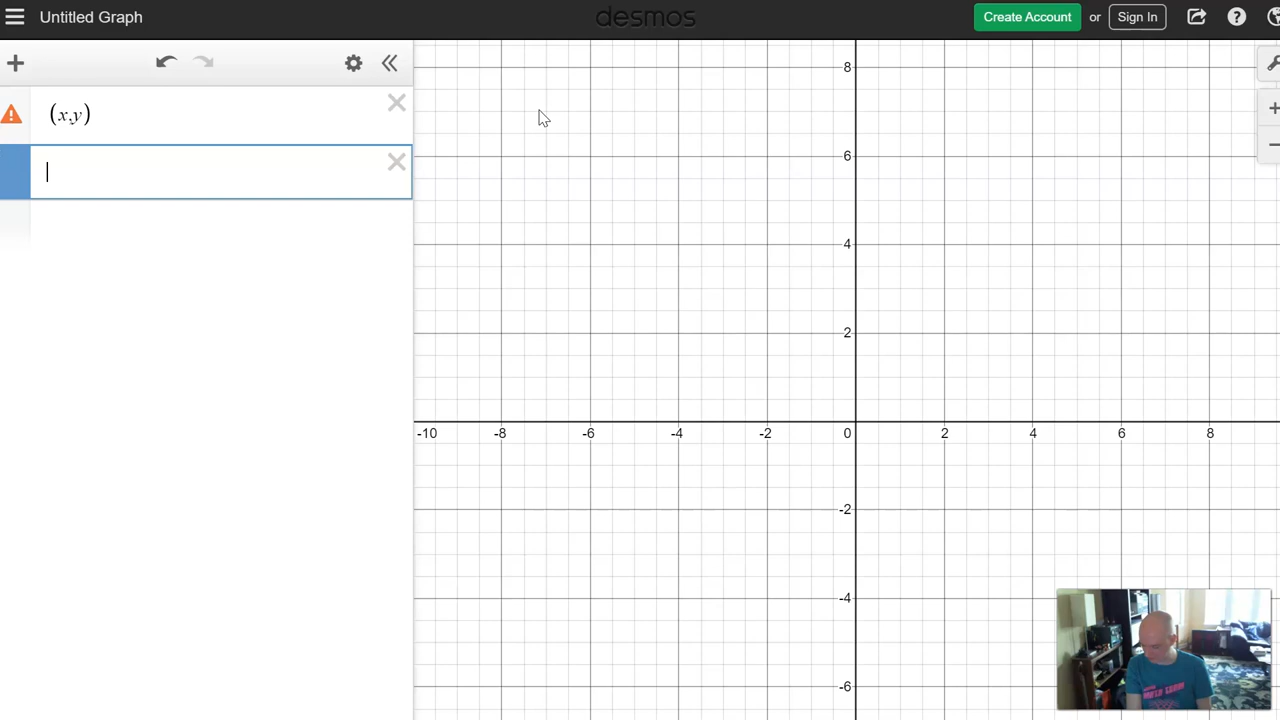 Untitled Graph
desmos
Create Account or Sign In
(x,y)
8
6
4
2
-10 -8 -6 -4 -2 0 2 4 6 8
-2
-4
-6